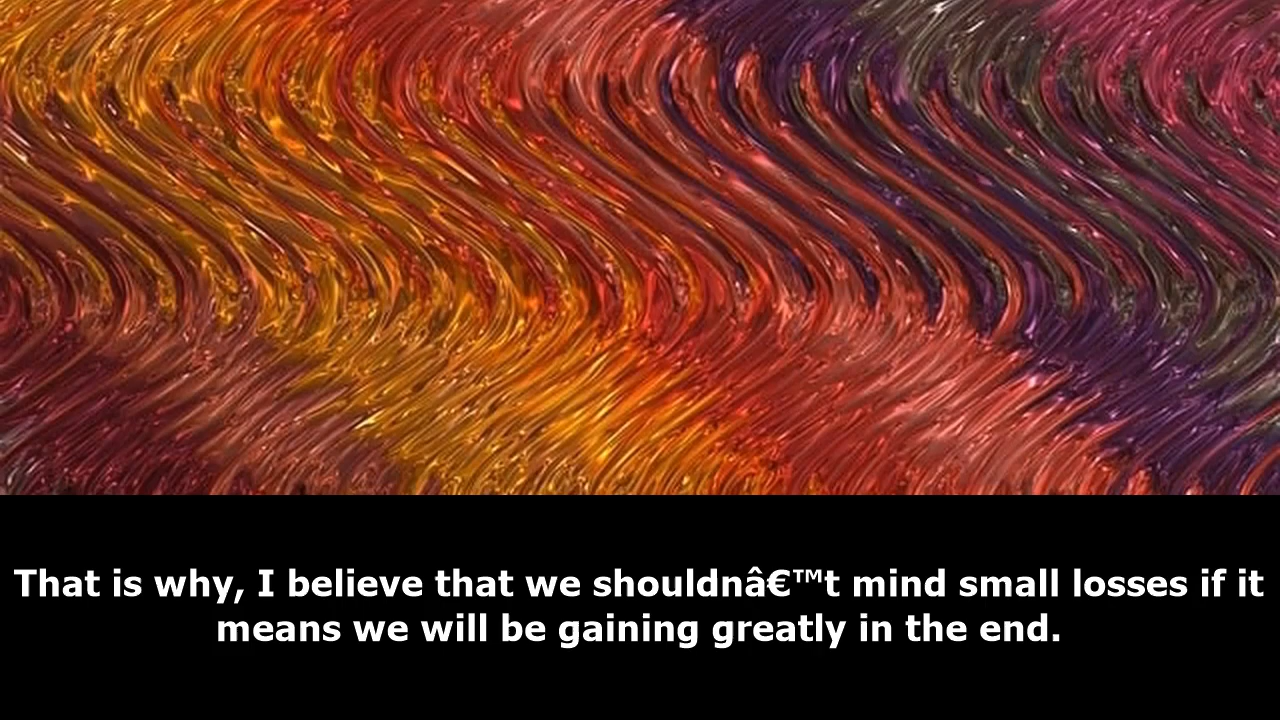 That is why, I believe that we shouldnâ€™t mind small losses if it
means we will be gaining greatly in the end.